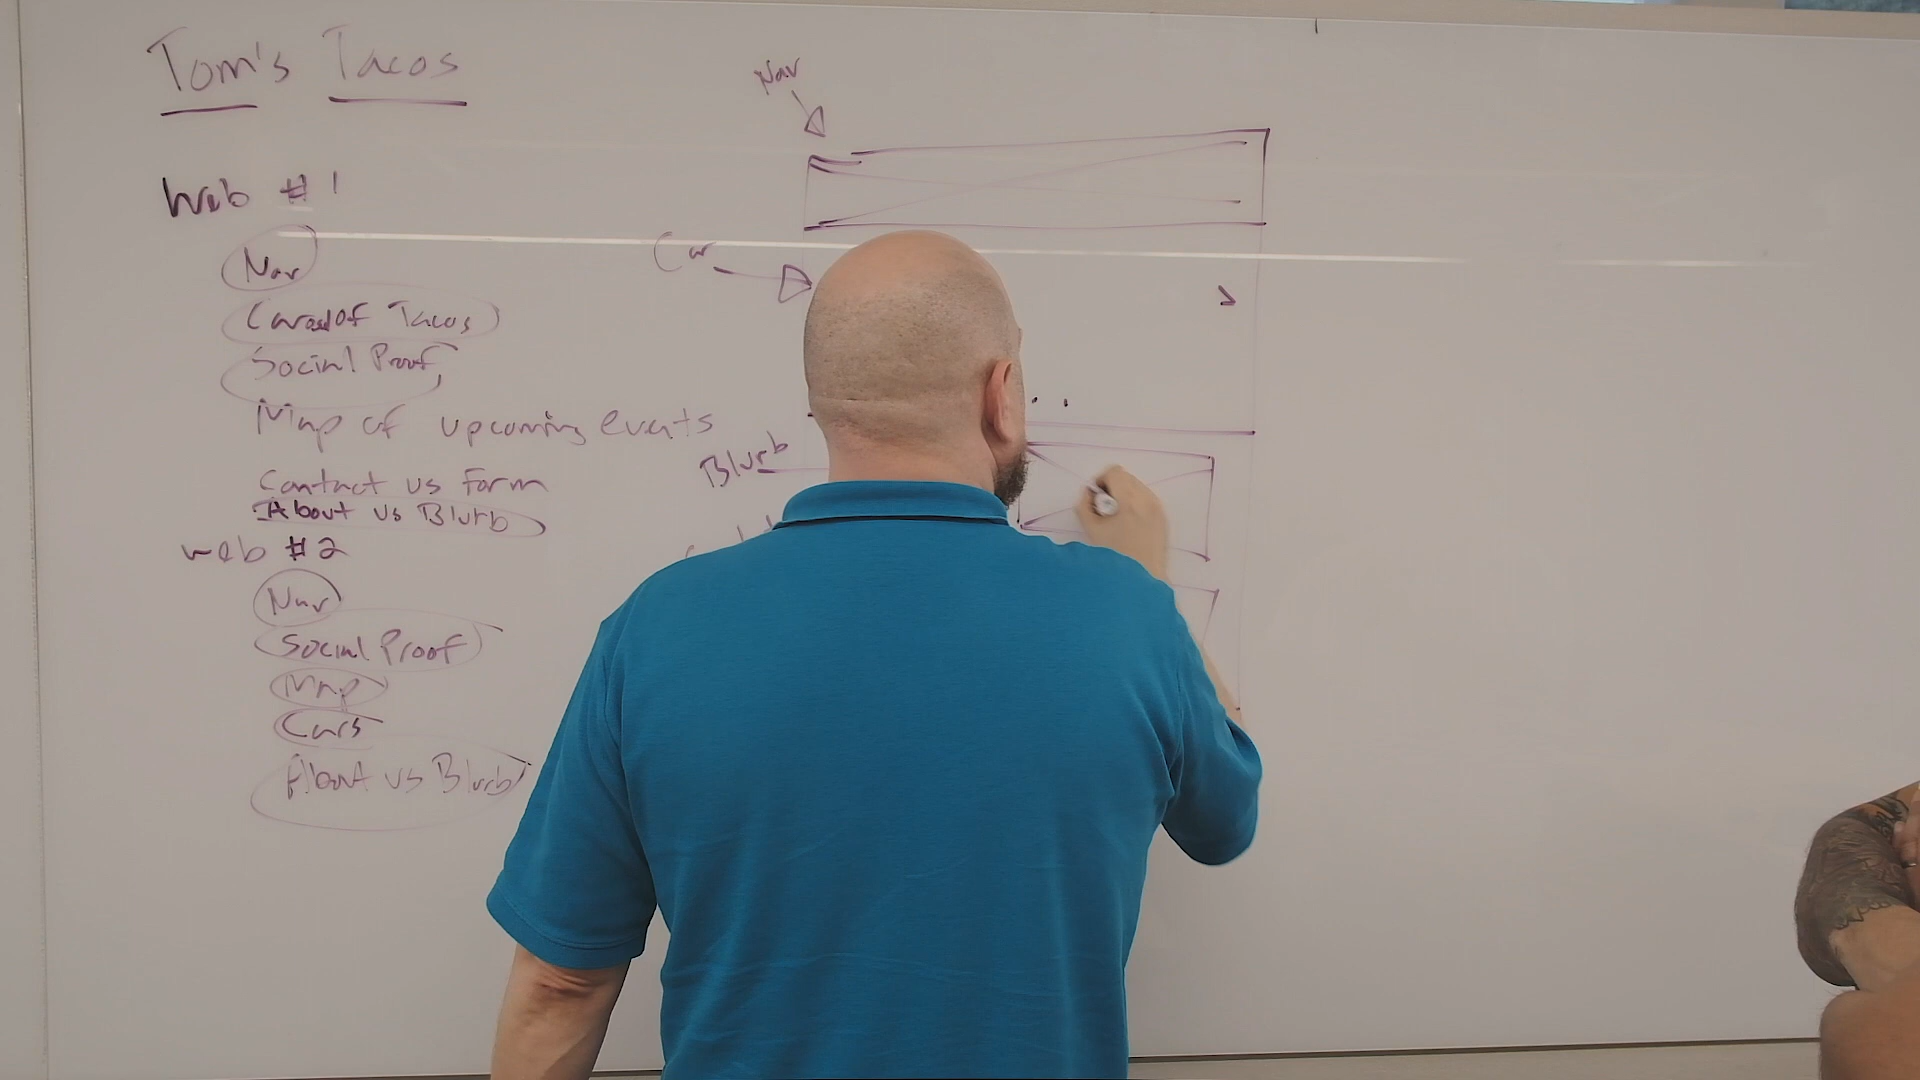 Tom's Tacos
Web #1
Nav
Carousel of Tacos
Social Proof
Map of upcoming events
Contact us Form
About us Blurb
web #2
Nav
Social Proof
Map
Cars
About us Blurb
Nav
Car
Blurb